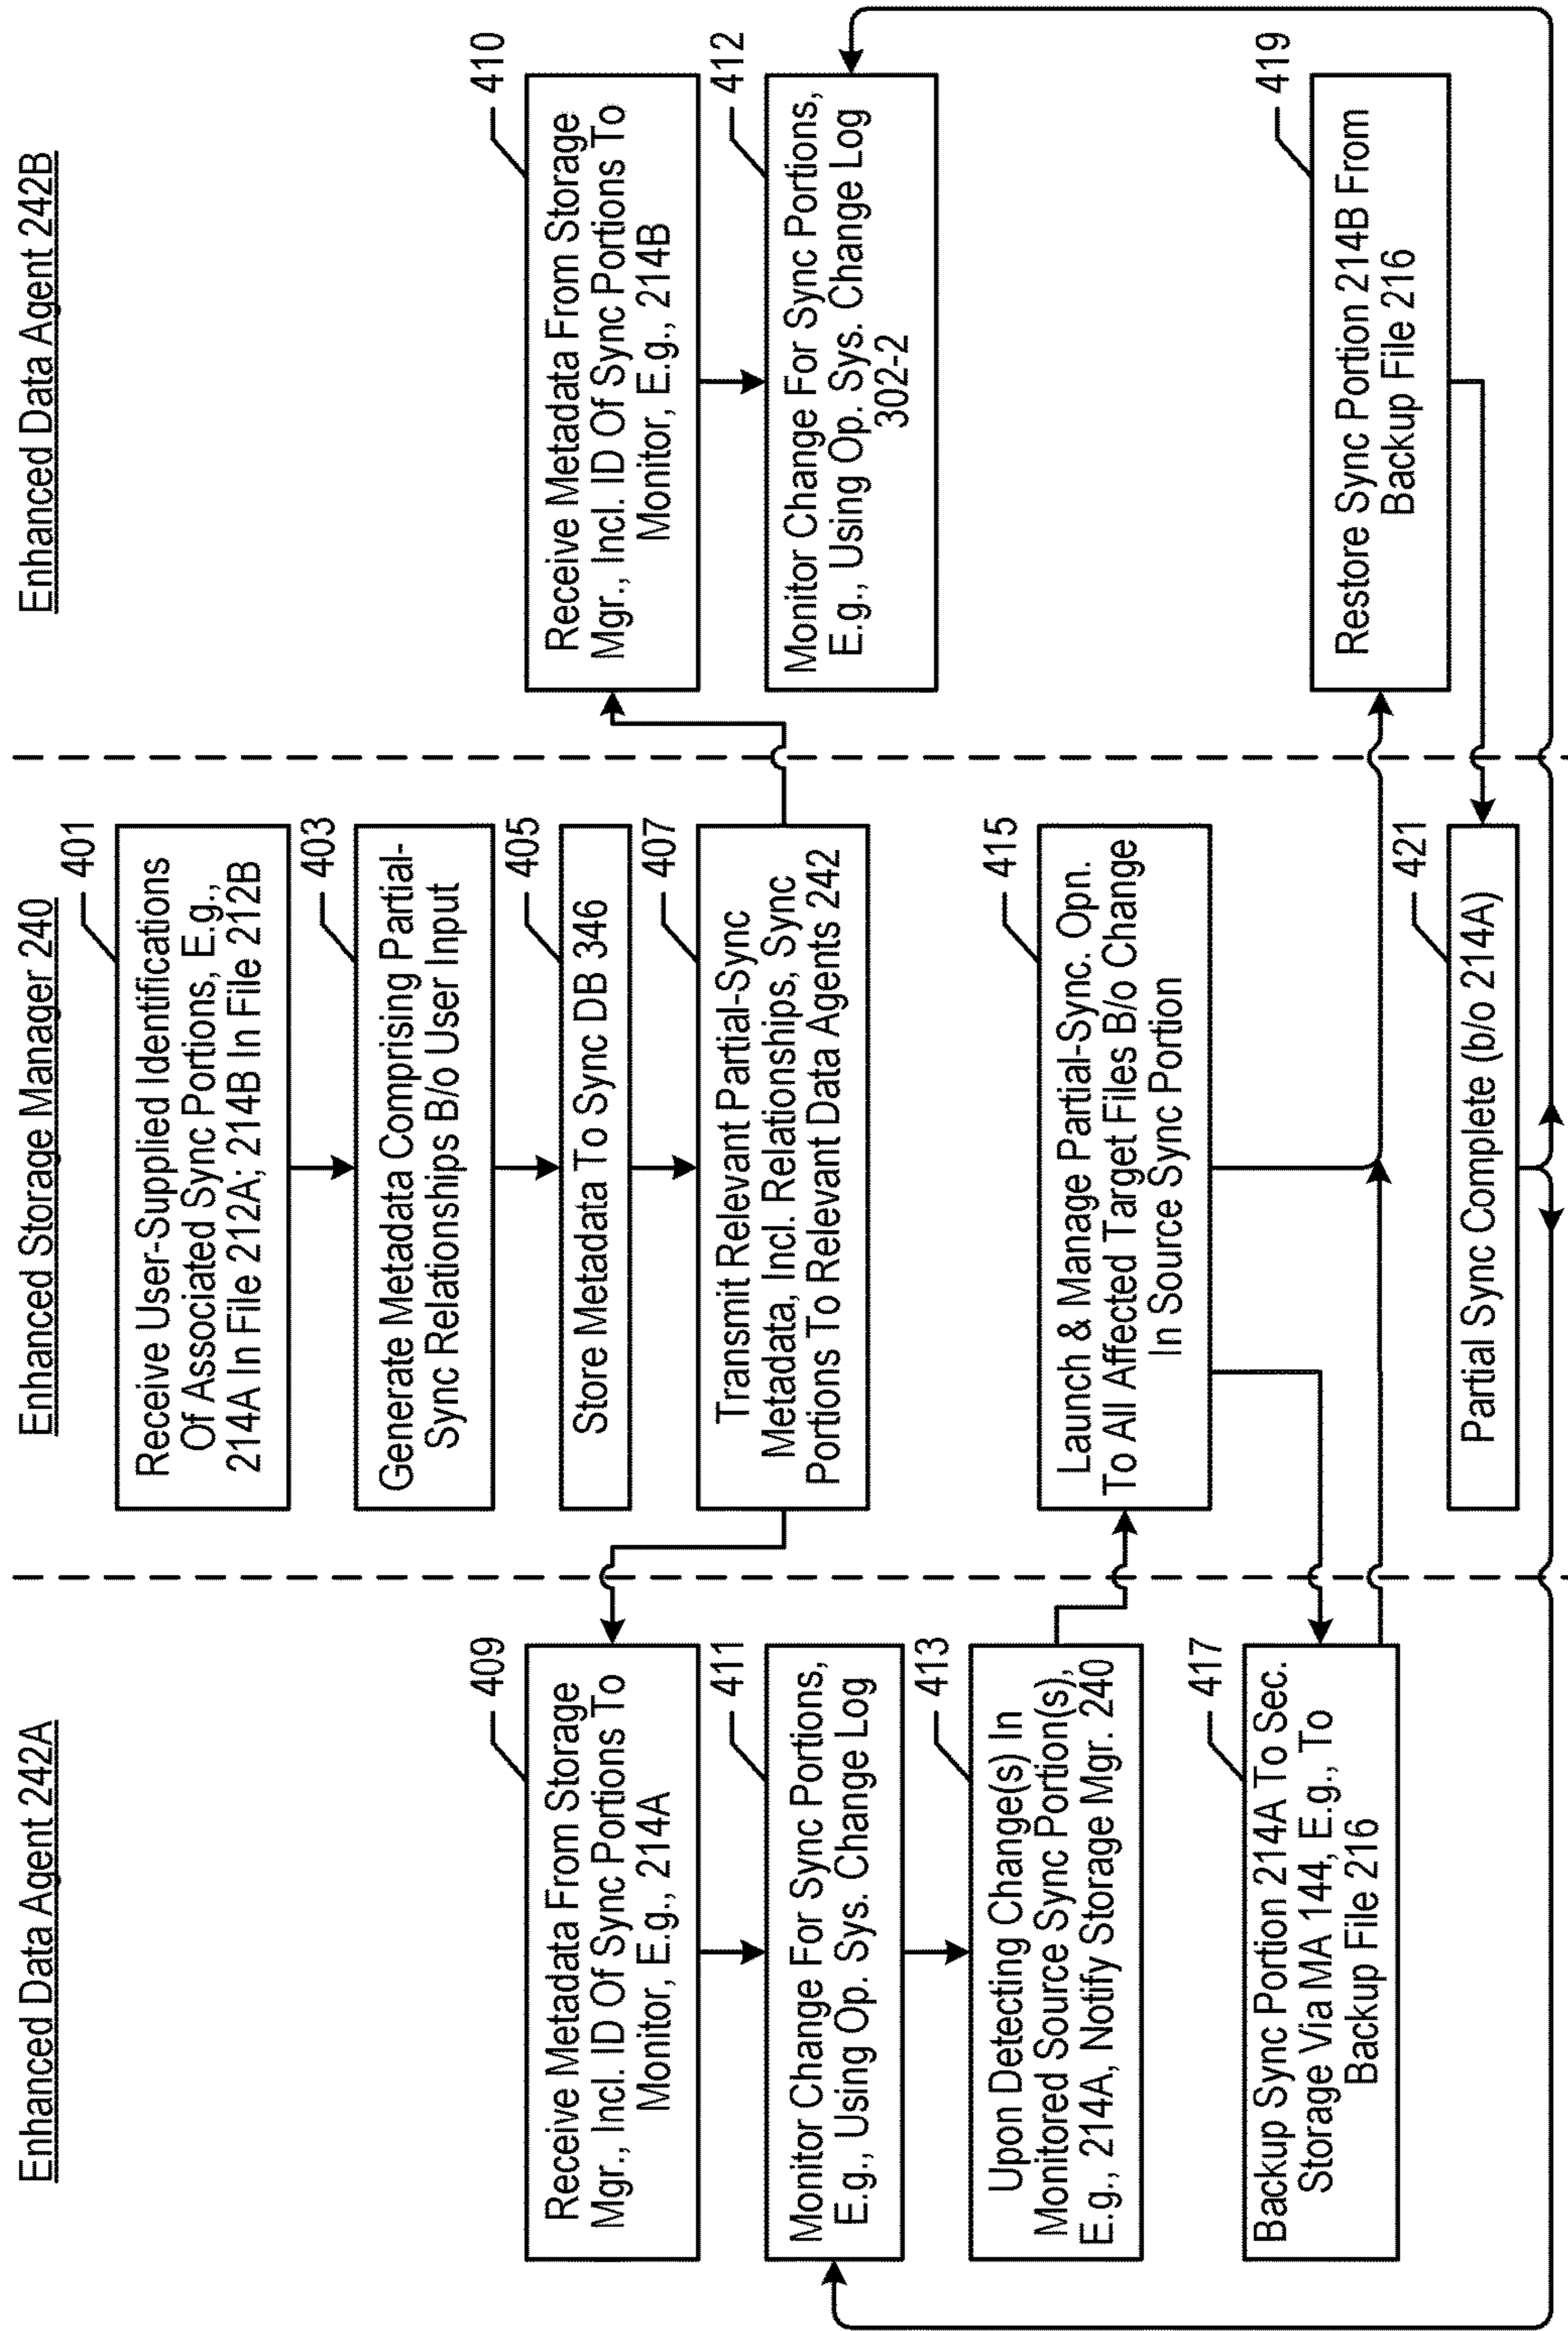 Enhanced Data Agent 242A
Enhanced Storage Manager 240
Enhanced Data Agent 242B
401
Receive User-Supplied Identifications
Of Associated Sync Portions, E.g.,
214A In File 212A; 214B In File 212B
403
Generate Metadata Comprising Partial-
Sync Relationships B/o User Input
405
Store Metadata To Sync DB 346
407
Transmit Relevant Partial-Sync
Metadata, Incl. Relationships, Sync
Portions To Relevant Data Agents 242
409
Receive Metadata From Storage
Mgr., Incl. ID Of Sync Portions To
Monitor, E.g., 214A
410
Receive Metadata From Storage
Mgr., Incl. ID Of Sync Portions To
Monitor, E.g., 214B
411
Monitor Change For Sync Portions,
E.g., Using Op. Sys. Change Log
412
Monitor Change For Sync Portions,
E.g., Using Op. Sys. Change Log
302-2
413
Upon Detecting Change(s) In
Monitored Source Sync Portion(s),
E.g., 214A, Notify Storage Mgr. 240
415
Launch & Manage Partial-Sync. Opn.
To All Affected Target Files B/o Change
In Source Sync Portion
417
Backup Sync Portion 214A To Sec.
Storage Via MA 144, E.g., To
Backup File 216
419
Restore Sync Portion 214B From
Backup File 216
421
Partial Sync Complete (b/o 214A)